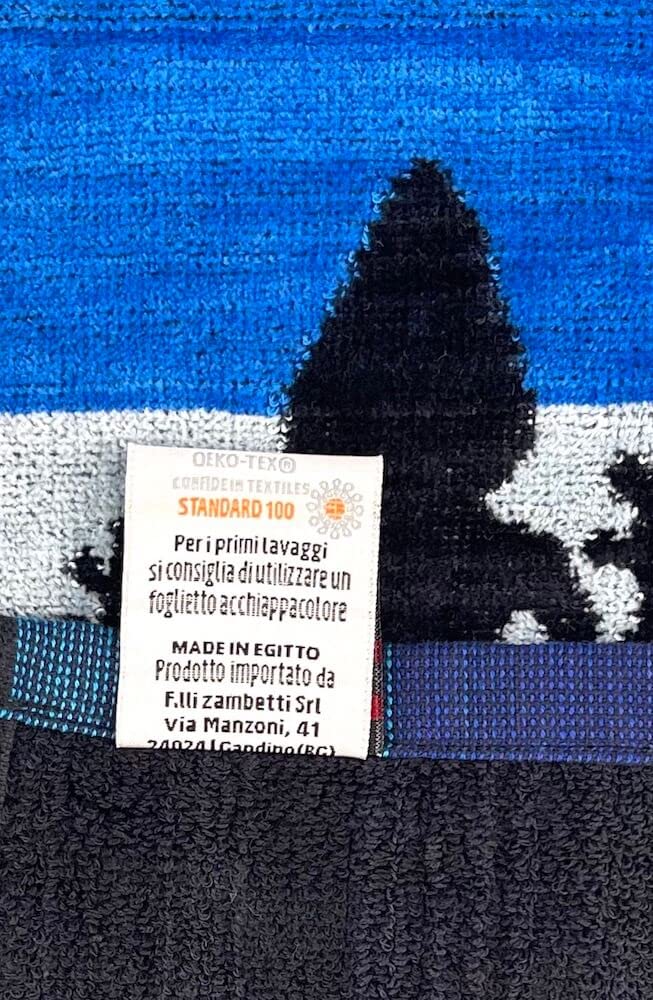 OEKO-TEX®
CONFIDE IN TEXTILES
STANDARD 100
Per i primi lavaggi
si consiglia di utilizzare un
foglietto acchiappacolore
MADE IN EGITTO
Prodotto importato da
F.lli zambetti Srl
via Manzoni, 41
24024 | Gandino (BG)